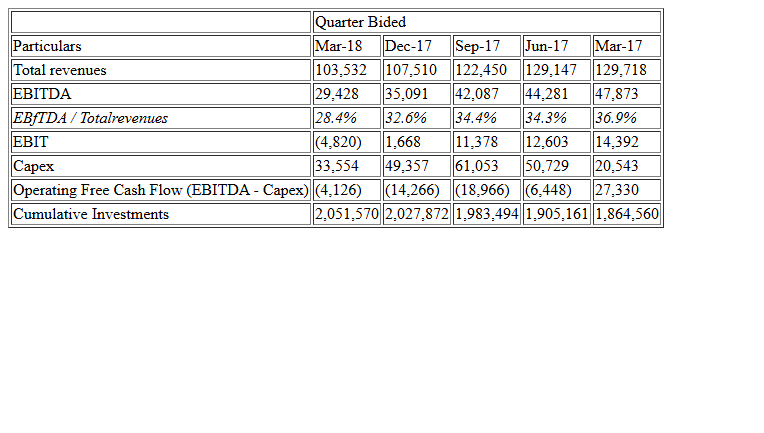 Quarter Bided
Particulars Mar-18 Dec-17 Sep-17 Jun-17 Mar-17
Total revenues 103,532 107,510 122,450 129,147 129,718
EBITDA 29,428 35,091 42,087 44,281 47,873
EBfTDA / Totalrevenues 28.4% 32.6% 34.4% 34.3% 36.9%
EBIT (4,820) 1,668 11,378 12,603 14,392
Capex 33,554 49,357 61,053 50,729 20,543
Operating Free Cash Flow (EBITDA - Capex) (4,126) (14,266) (18,966) (6,448) 27,330
Cumulative Investments 2,051,570 2,027,872 1,983,494 1,905,161 1,864,560